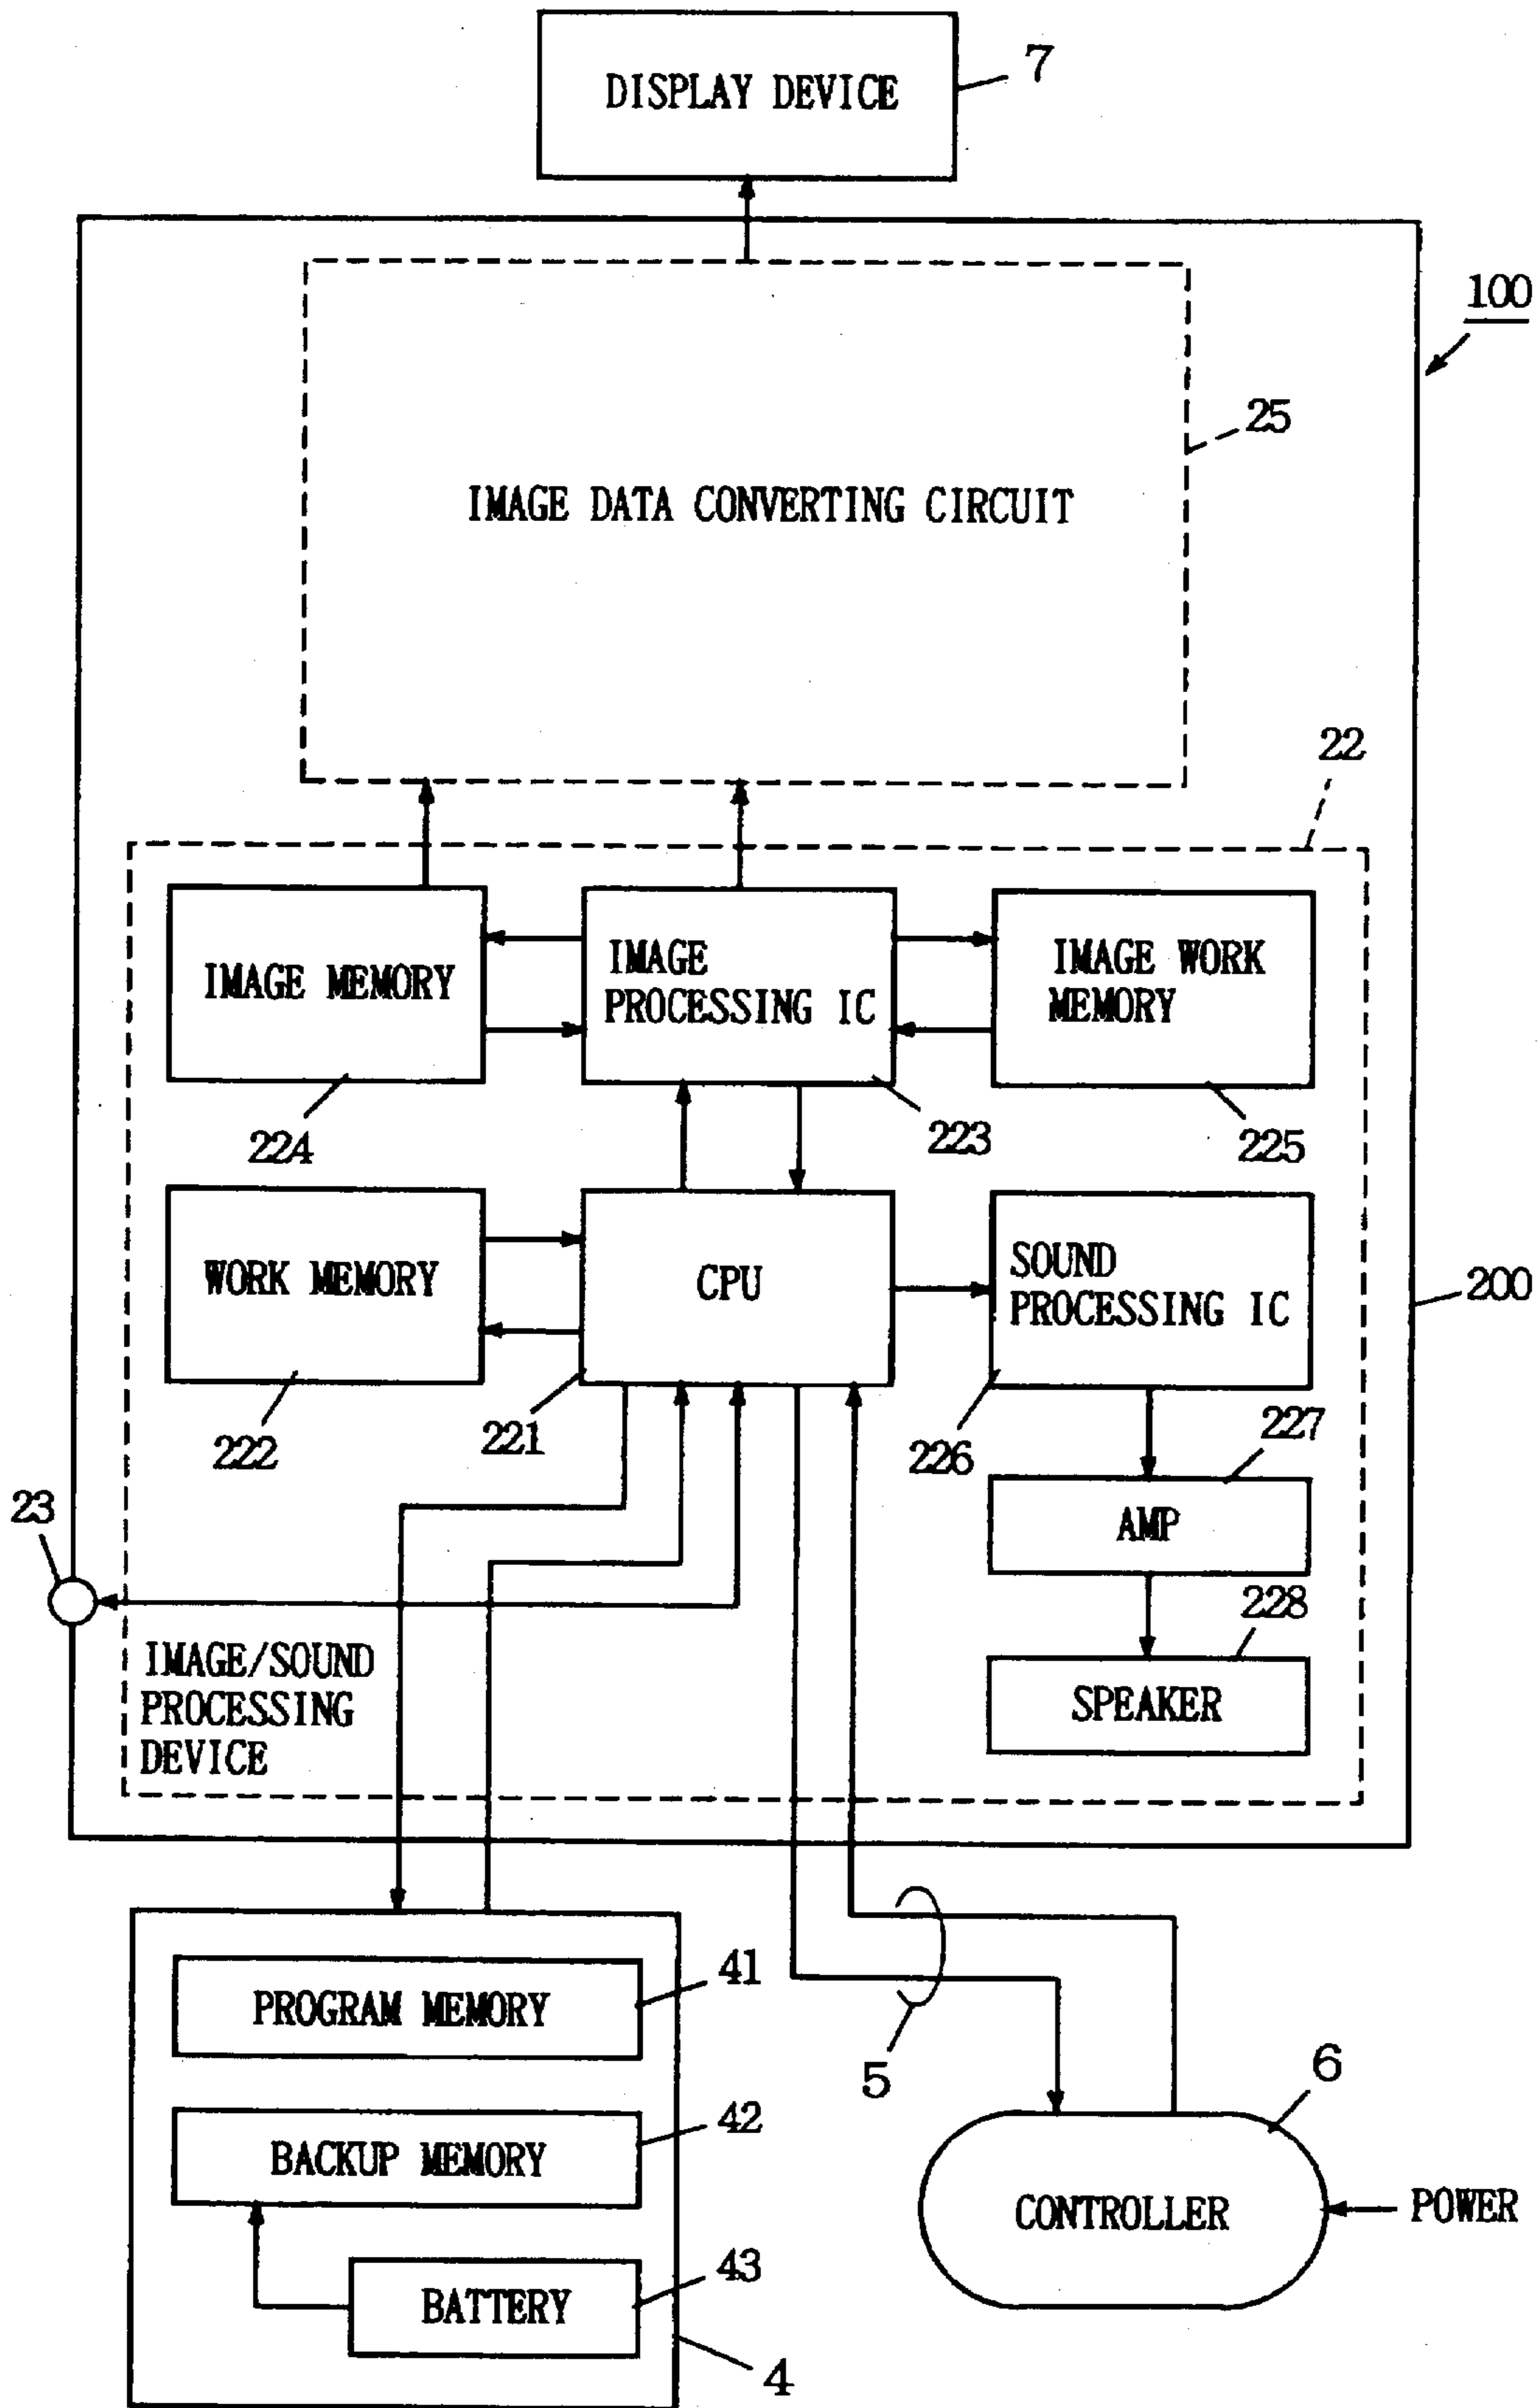 DISPLAY DEVICE
7
100
25
IMAGE DATA CONVERTING CIRCUIT
22
IMAGE MEMORY
IMAGE
PROCESSING IC
IMAGE WORK
MEMORY
224
223
225
WORK MEMORY
CPU
SOUND
PROCESSING IC
200
222
221
226
227
23
AMP
228
IMAGE/SOUND
PROCESSING
DEVICE
SPEAKER
PROGRAM MEMORY
41
5
6
BACKUP MEMORY
42
CONTROLLER
POWER
BATTERY
43
4